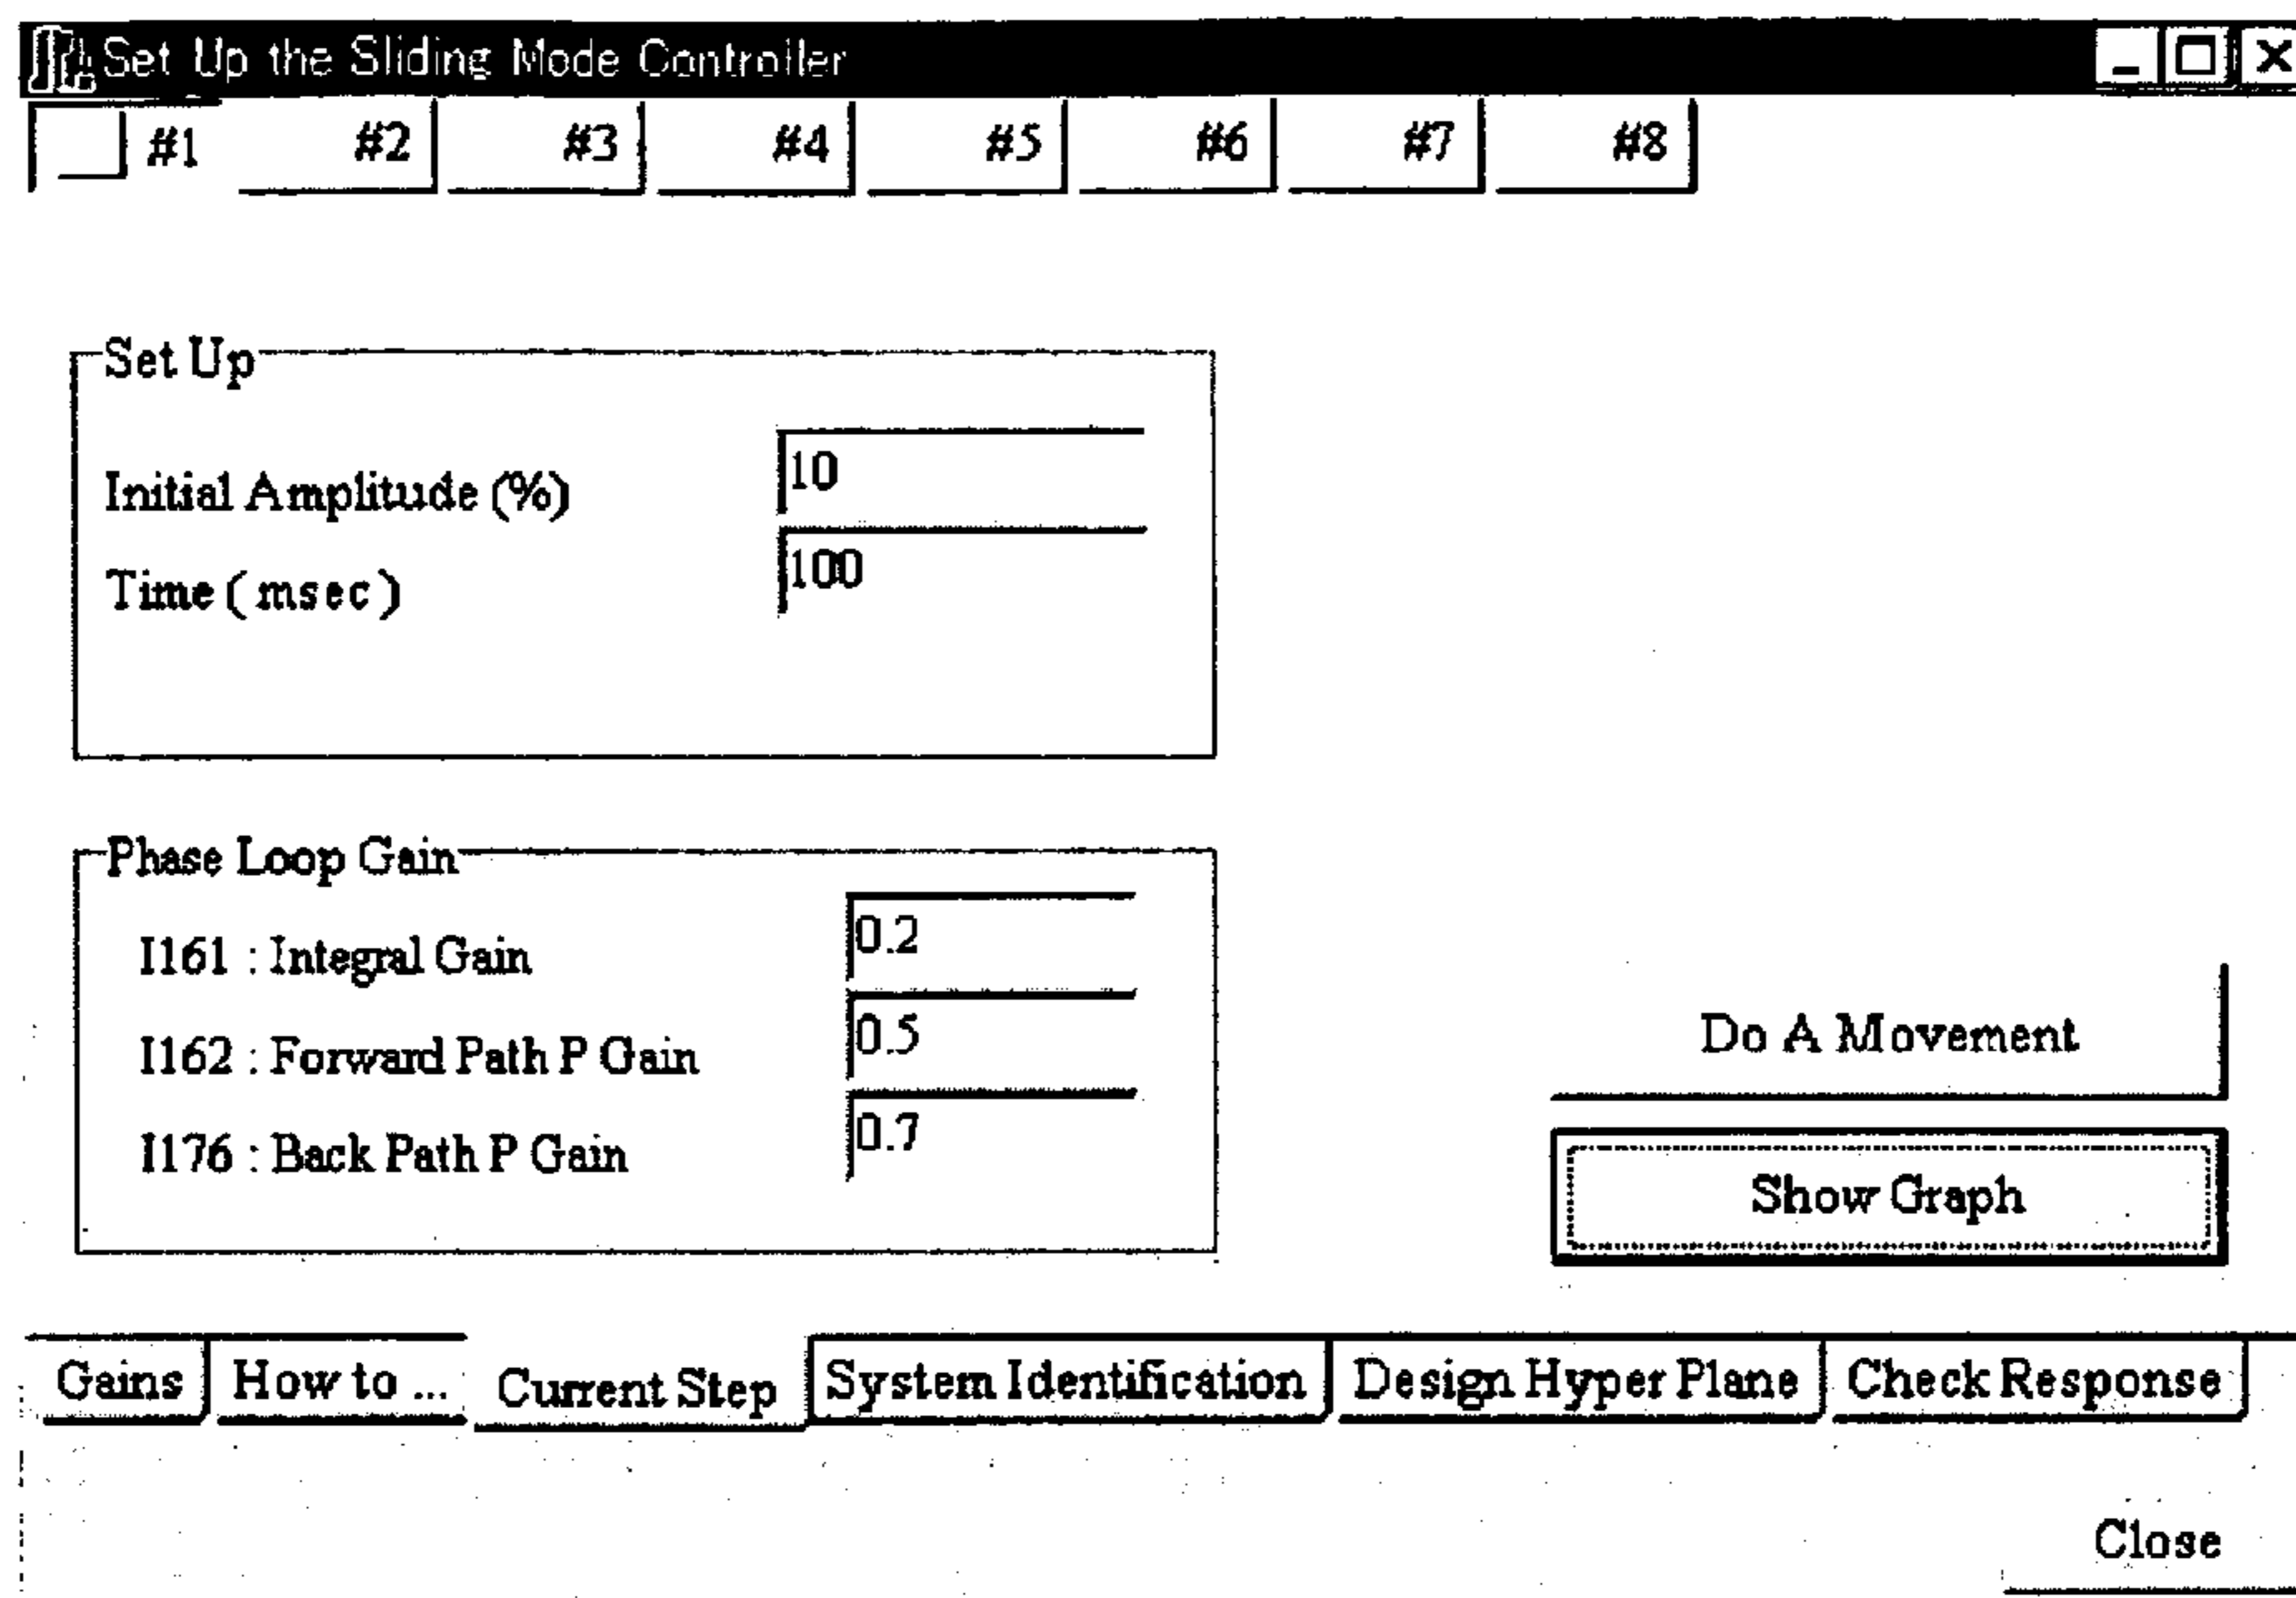 Set Up the Sliding Mode Controller
#1 #2 #3 #4 #5 #6 #7 #8
Set Up
Initial Amplitude (%) 10
Time ( msec ) 100
Phase Loop Gain
I161 : Integral Gain 0.2
I162 : Forward Path P Gain 0.5
I176 : Back Path P Gain 0.7
Do A Movement
Show Graph
Gains How to ... Current Step System Identification Design Hyper Plane Check Response
Close